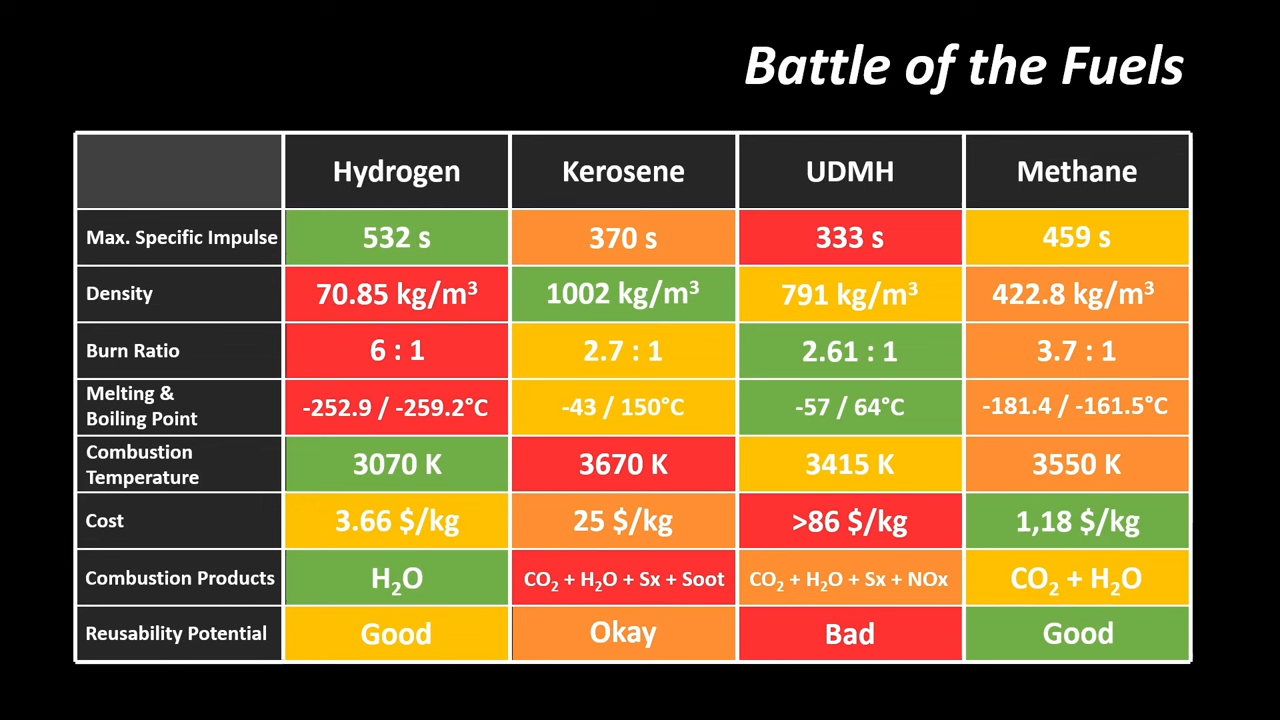 Battle of the Fuels
Hydrogen Kerosene UDMH Methane
Max. Specific Impulse 532 s 370 s 333 s 459 s
Density 70.85 kg/m³ 1002 kg/m³ 791 kg/m³ 422.8 kg/m³
Burn Ratio 6 : 1 2.7 : 1 2.61 : 1 3.7 : 1
Melting &
Boiling Point -252.9 / -259.2°C -43 / 150°C -57 / 64°C -181.4 / -161.5°C
Combustion
Temperature 3070 K 3670 K 3415 K 3550 K
Cost 3.66 $/kg 25 $/kg >86 $/kg 1,18 $/kg
Combustion Products H₂O CO₂ + H₂O + Sx + Soot CO₂ + H₂O + Sx + NOx CO₂ + H₂O
Reusability Potential Good Okay Bad Good